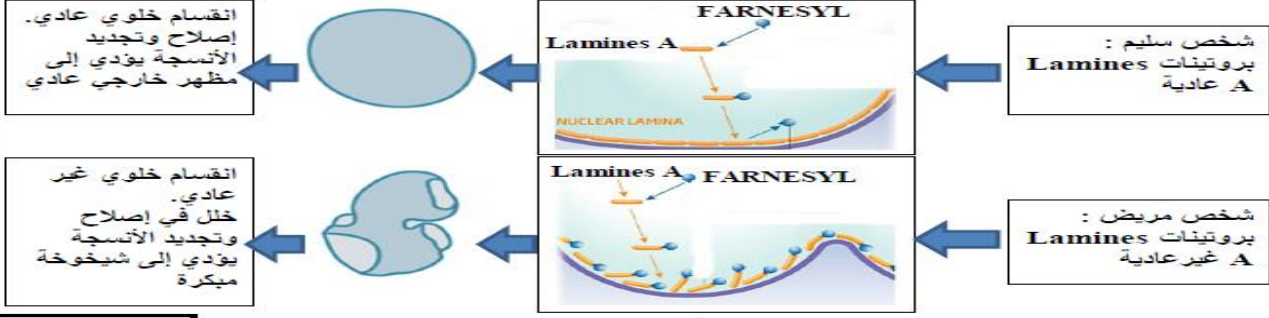 شخص سليم :
بروتينات Lamines
A عادية
FARNESYL
Lamines A
NUCLEAR LAMINA
انقسام خلوي عادي.
إصلاح وتجديد
الأنسجة يؤدي إلى
مظهر خارجي عادي
شخص مريض :
بروتينات Lamines
A غيرعادية
Lamines A
FARNESYL
انقسام خلوي غير
عادي.
خلل في إصلاح
وتجديد الأنسجة
يؤدي إلى شيخوخة
مبكرة